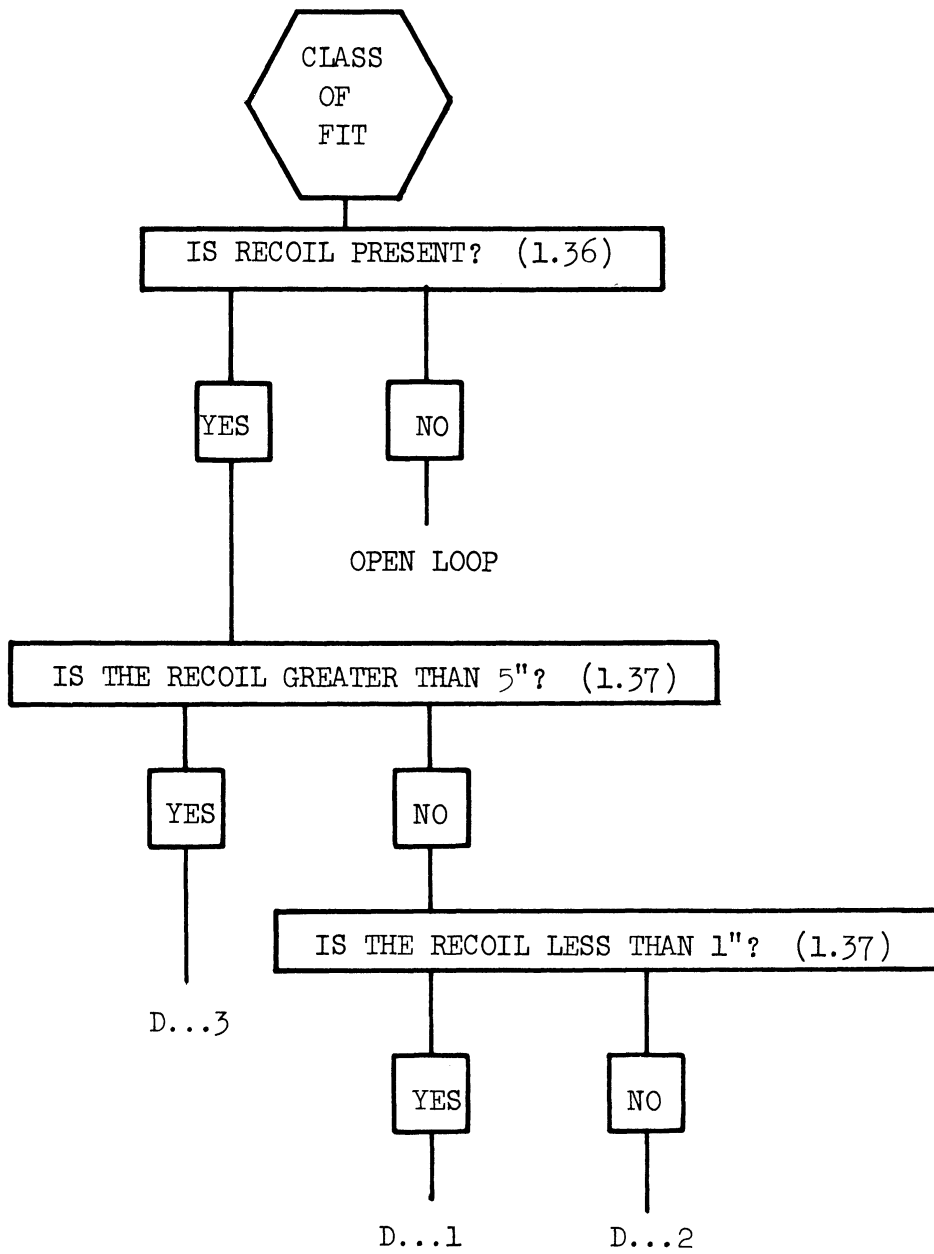 CLASS
OF
FIT
IS RECOIL PRESENT? (1.36)
YES
NO
OPEN LOOP
IS THE RECOIL GREATER THAN 5"? (1.37)
YES
NO
IS THE RECOIL LESS THAN 1"? (1.37)
D...3
YES
NO
D...1
D...2